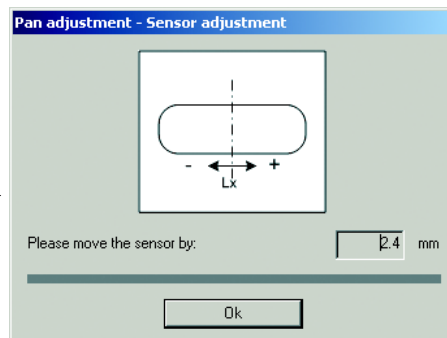 Pan adjustment - Sensor adjustment
- +
Lx
Please move the sensor by: 2.4 mm
Ok